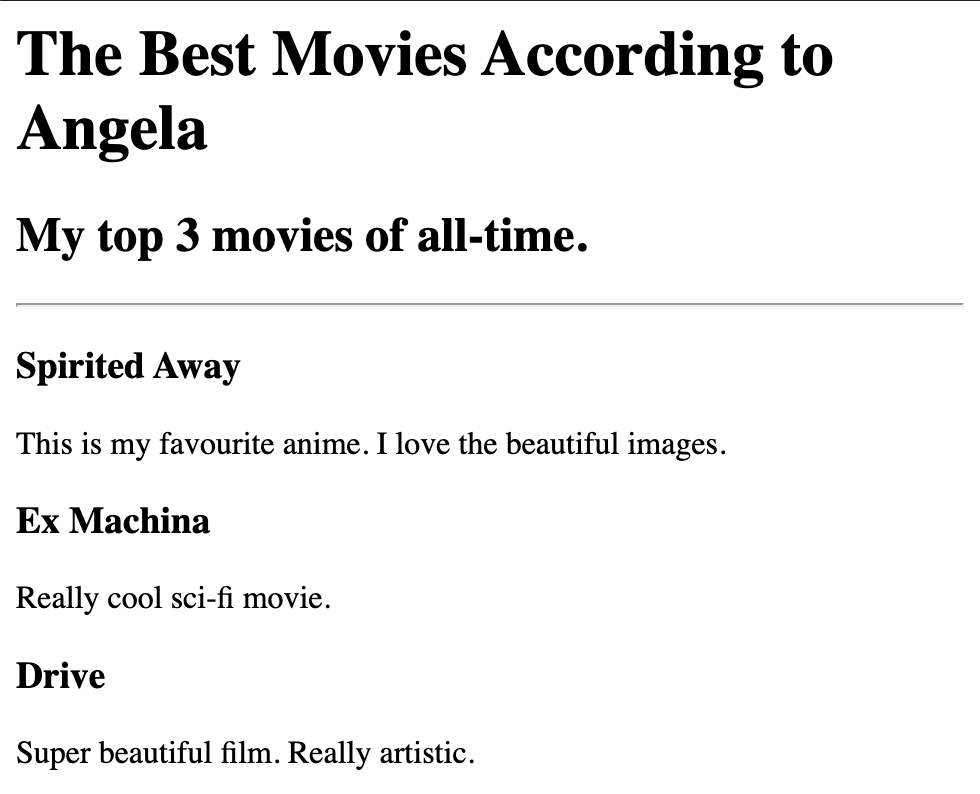 The Best Movies According to
Angela
My top 3 movies of all-time.
Spirited Away
This is my favourite anime. I love the beautiful images.
Ex Machina
Really cool sci-fi movie.
Drive
Super beautiful film. Really artistic.